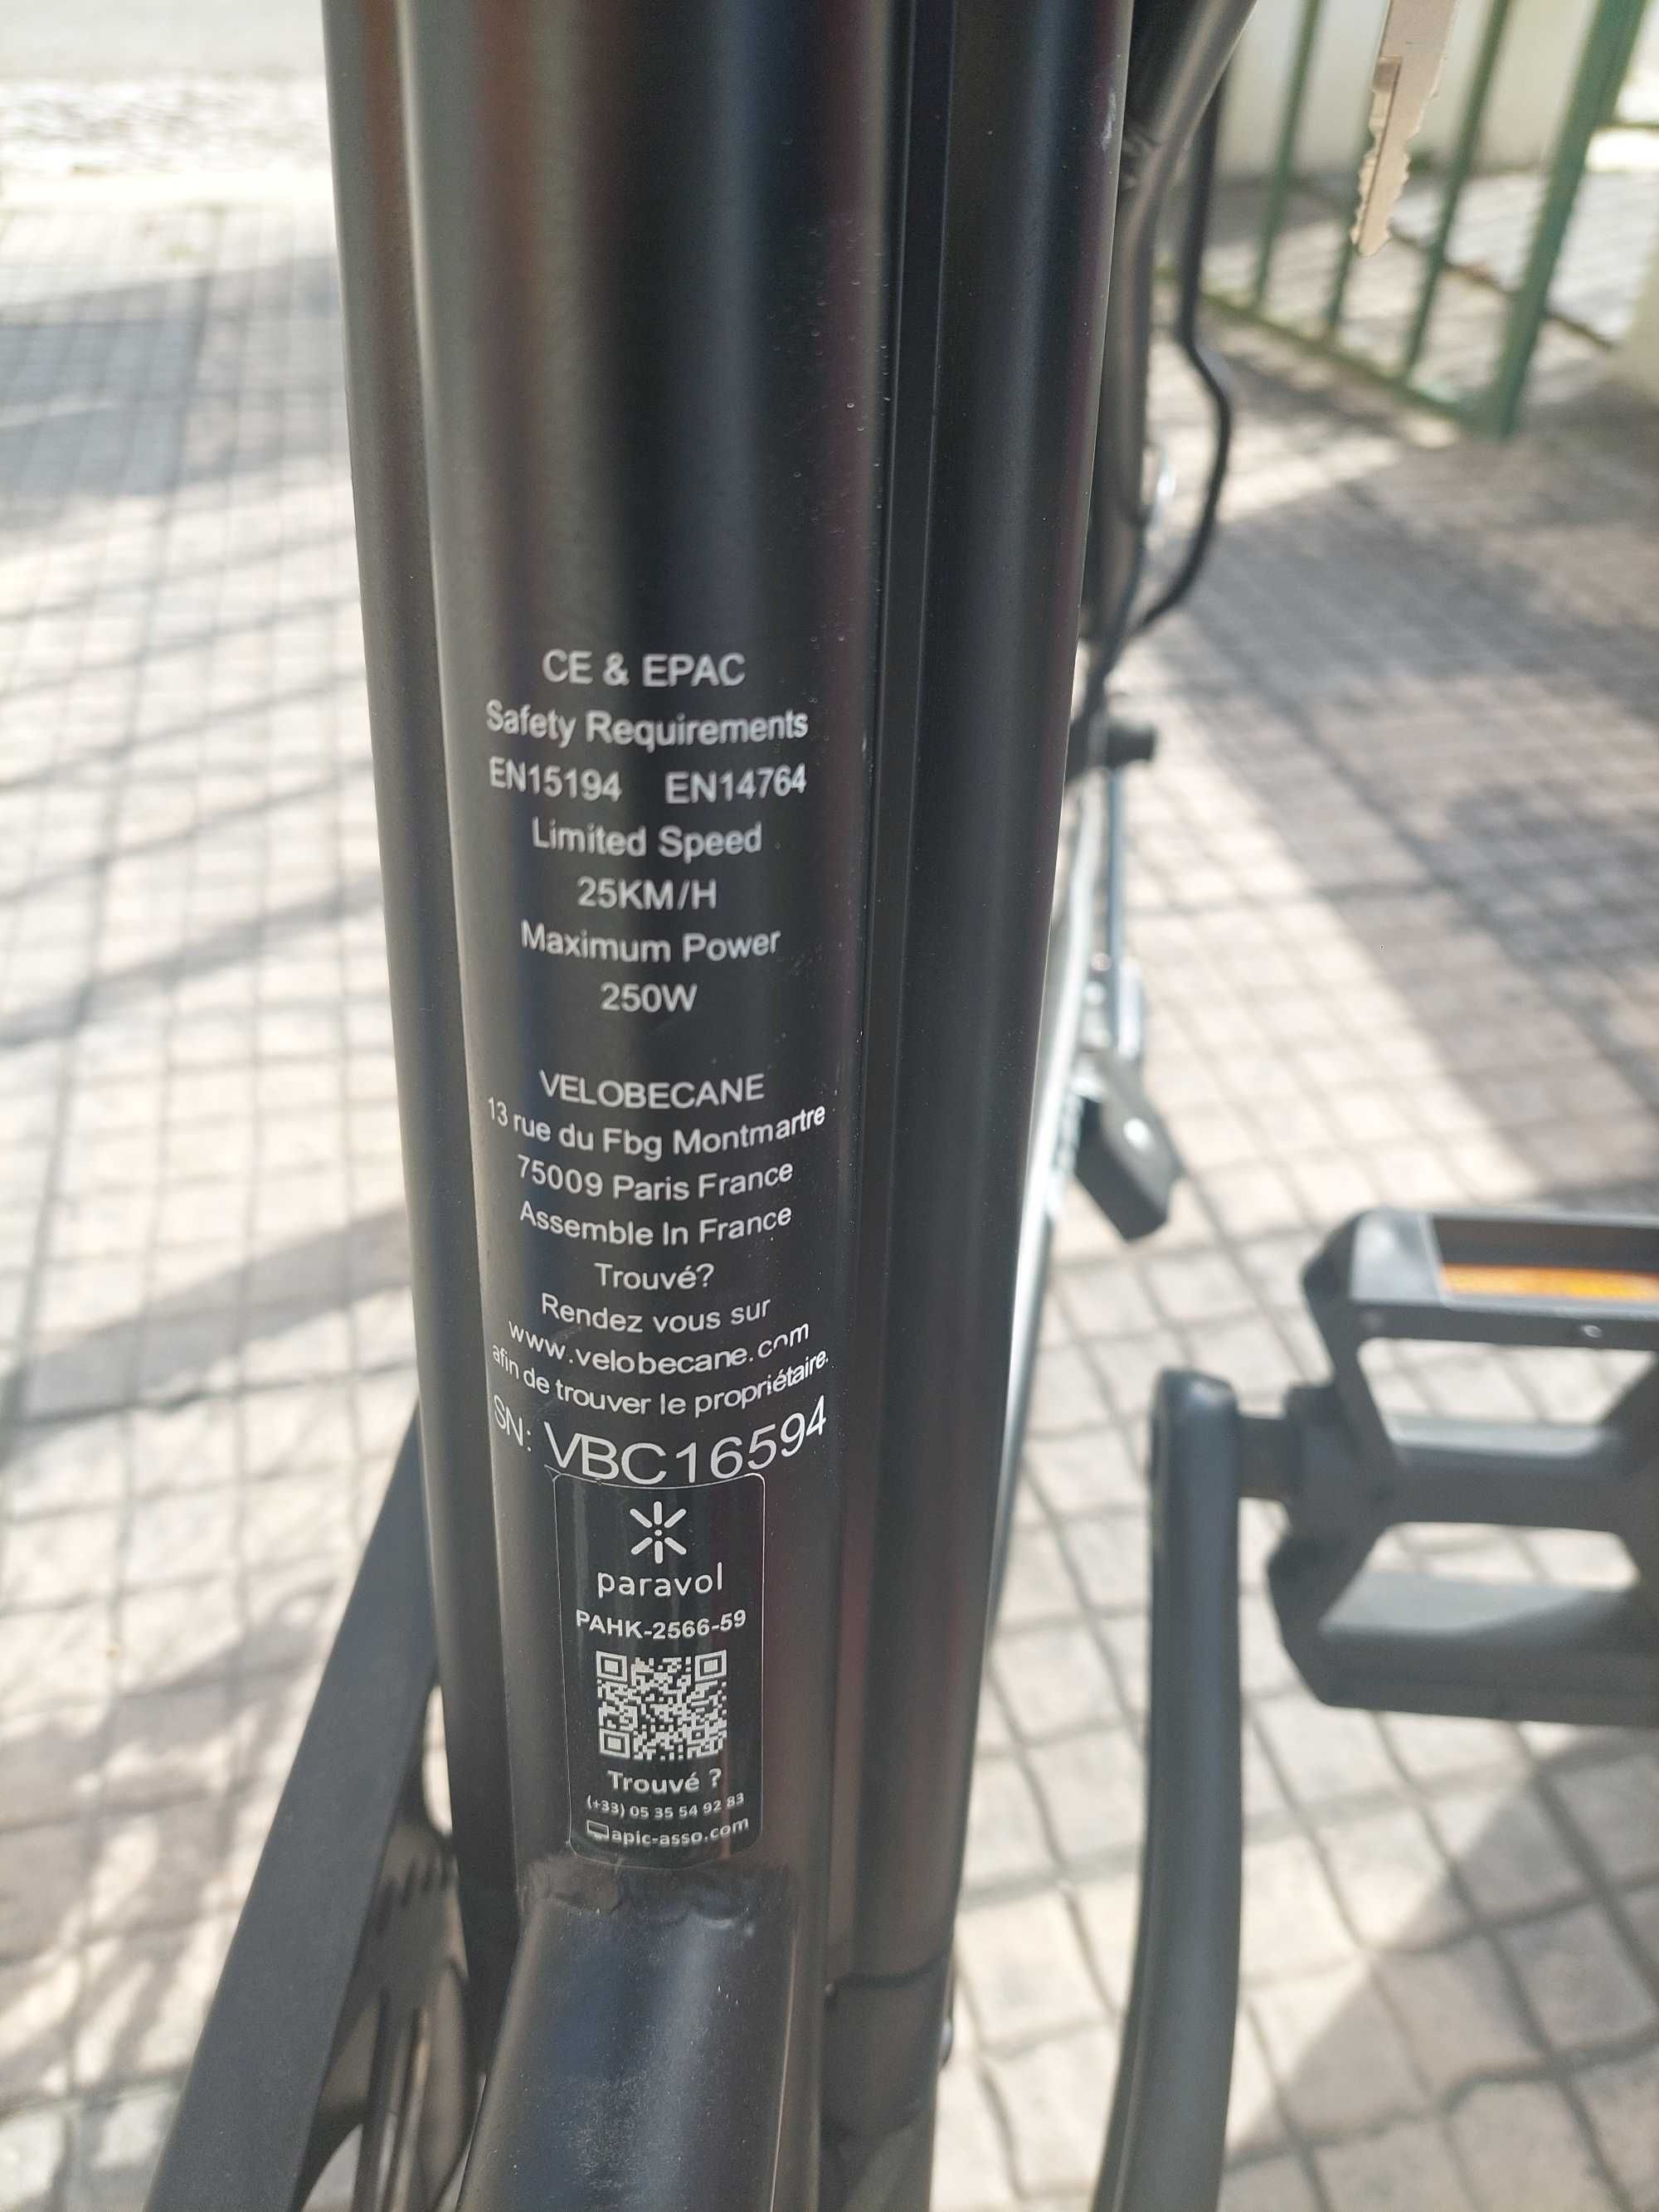 CE & EPAC
Safety Requirements
EN15194 EN14764
Limited Speed
25KM/H
Maximum Power
250W
VELOBECANE
13 rue du Fbg Montmartre
75009 Paris France
Assemble In France
Trouvé?
Rendez vous sur
www.velobecane.com
afin de trouver le propriétaire.
SN: VBC16594
paravol
PAHK-2566-59
Trouvé ?
(+33) 05 35 54 92 83
apic-asso.com